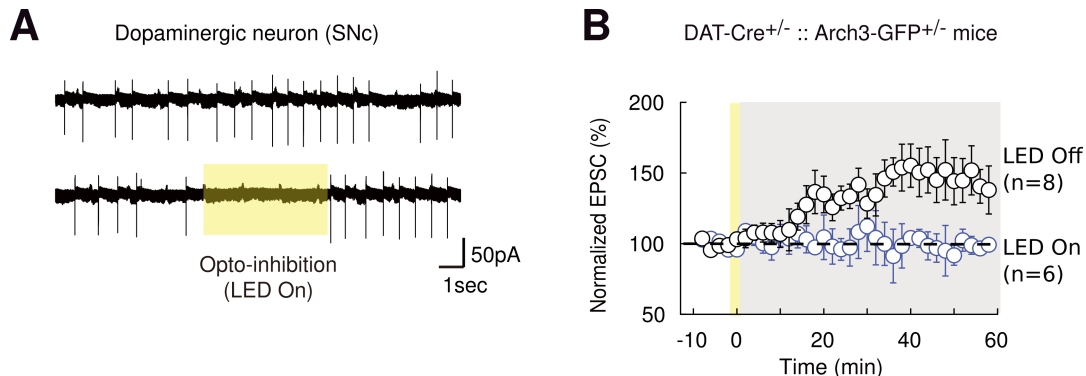 A
Dopaminergic neuron (SNc)
Opto-inhibition
(LED On)
50pA
1sec
B
DAT-Cre+/- :: Arch3-GFP+/- mice
Normalized EPSC (%)
200
150
100
50
LED Off
(n=8)
LED On
(n=6)
-10 0 20 40 60
Time (min)